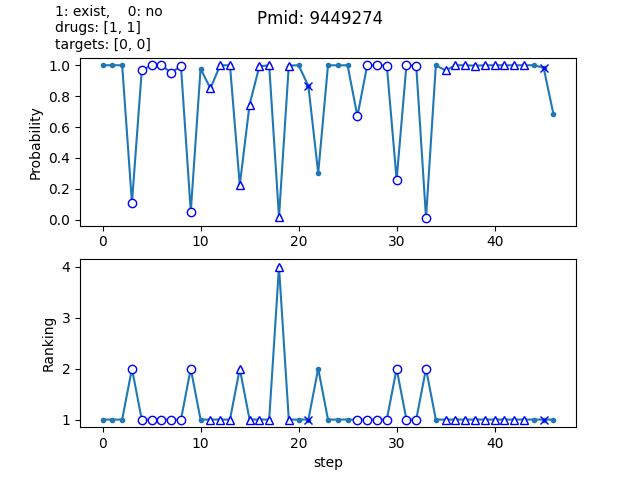 1: exist,    0: no
drugs: [1, 1]
targets: [0, 0]
Pmid: 9449274
1.0
0.8
0.6
0.4
0.2
0.0
Probability
0 10 20 30 40
4
3
2
1
Ranking
0 10 20 30 40
step